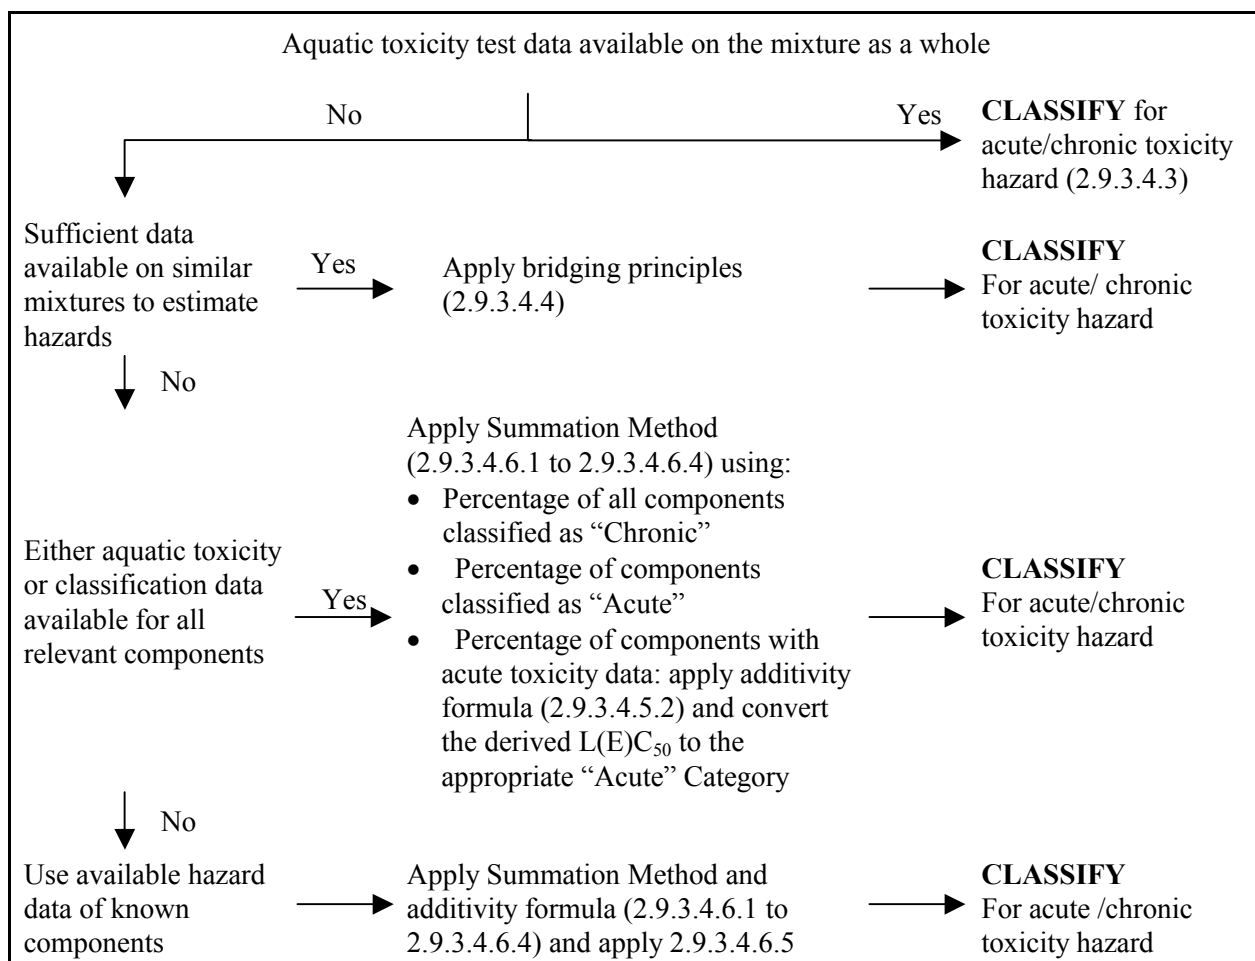 Aquatic toxicity test data available on the mixture as a whole
No
Yes
CLASSIFY for
acute/chronic toxicity
hazard (2.9.3.4.3)
Sufficient data
available on similar
mixtures to estimate
hazards
Yes
Apply bridging principles
(2.9.3.4.4)
CLASSIFY
For acute/ chronic
toxicity hazard
No
Either aquatic toxicity
or classification data
available for all
relevant components
Yes
Apply Summation Method
(2.9.3.4.6.1 to 2.9.3.4.6.4) using:
• Percentage of all components
classified as “Chronic”
• Percentage of components
classified as “Acute”
• Percentage of components with
acute toxicity data: apply additivity
formula (2.9.3.4.5.2) and convert
the derived L(E)C₅₀ to the
appropriate “Acute” Category
CLASSIFY
For acute/chronic
toxicity hazard
No
Use available hazard
data of known
components
Apply Summation Method and
additivity formula (2.9.3.4.6.1 to
2.9.3.4.6.4) and apply 2.9.3.4.6.5
CLASSIFY
For acute /chronic
toxicity hazard